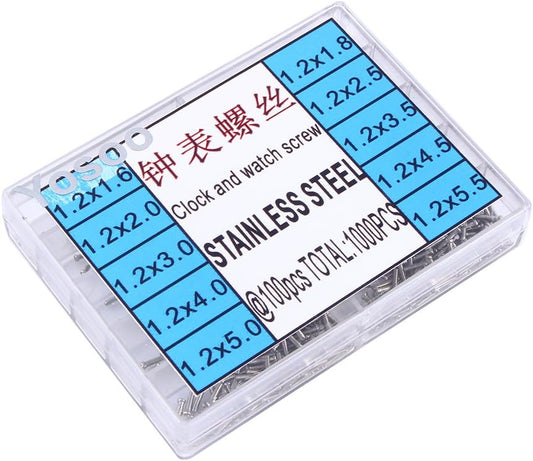 Yosoo
钟表螺丝
Clock and watch screw
STAINLESS STEEL
@100pcs TOTAL:1000PCS
1.2x1.6
1.2x2.0
1.2x3.0
1.2x4.0
1.2x5.0
1.2x1.8
1.2x2.5
1.2x3.5
1.2x4.5
1.2x5.5